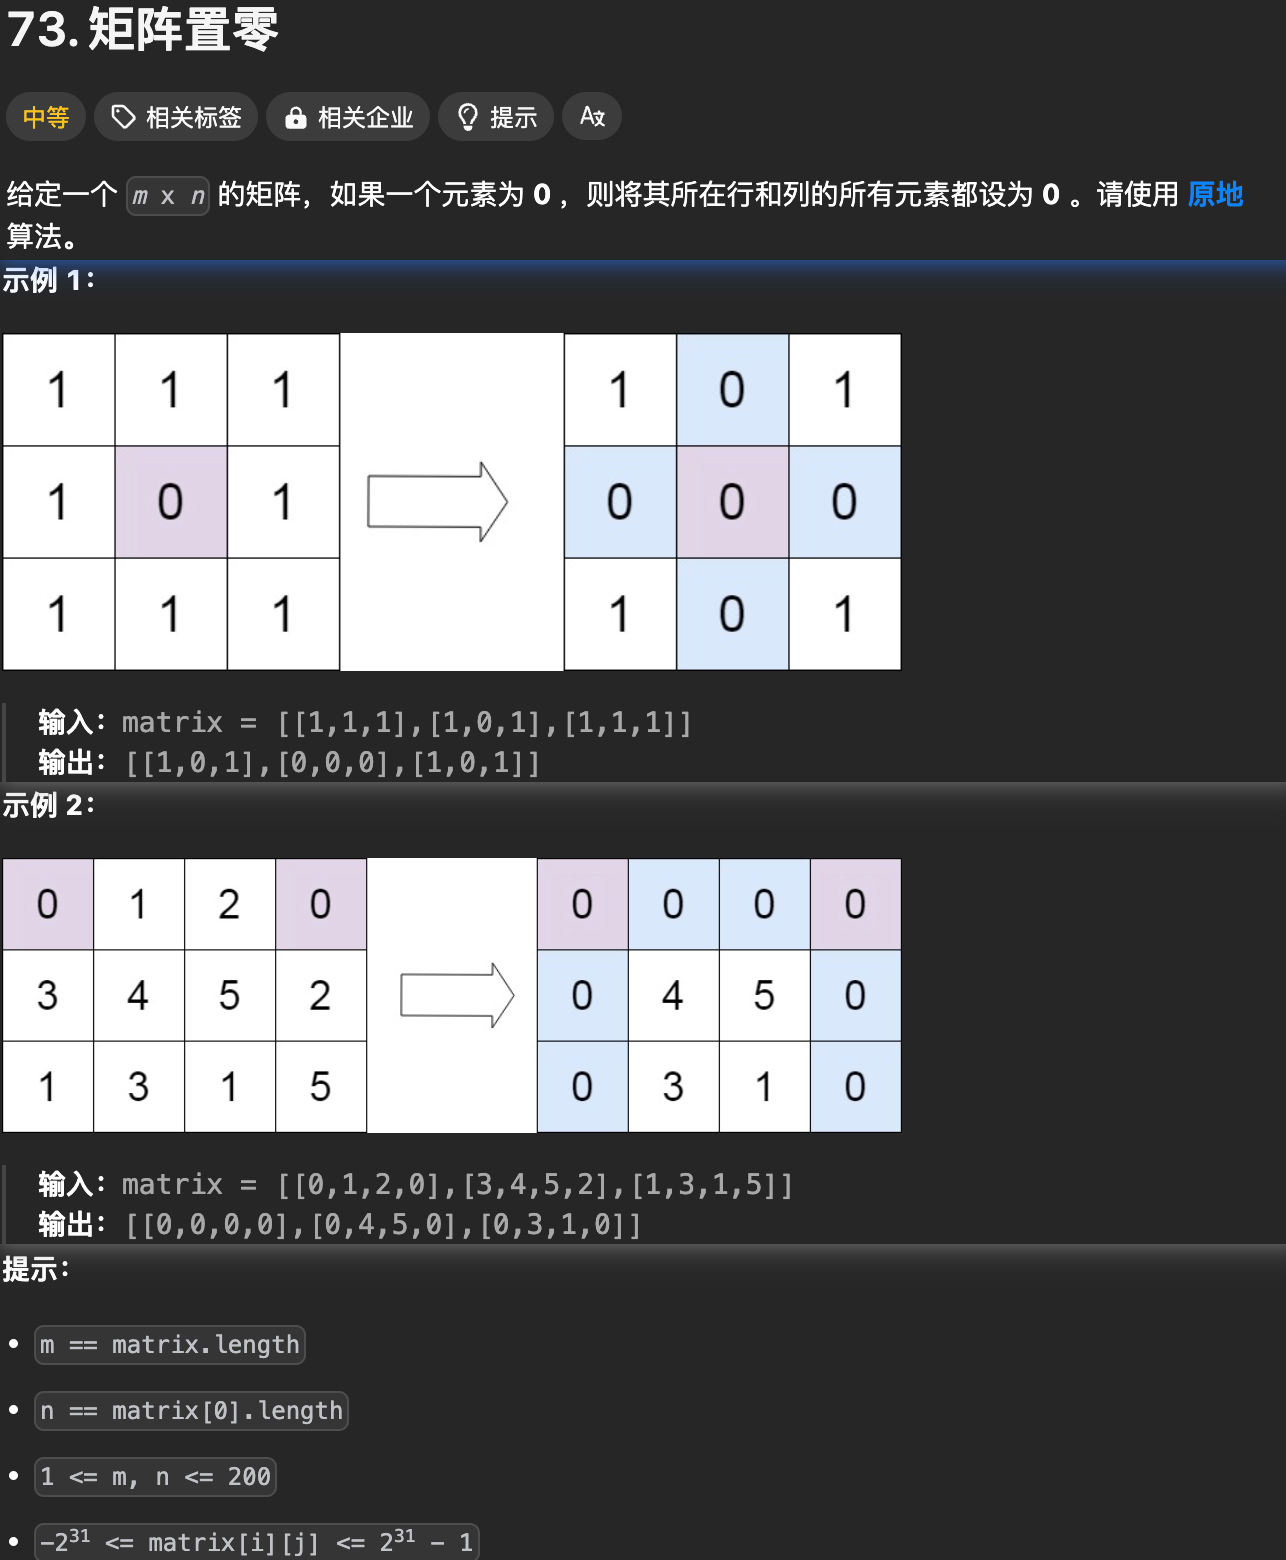 73. 矩阵置零
中等 相关标签 相关企业 提示
给定一个 m x n 的矩阵，如果一个元素为 0 ，则将其所在行和列的所有元素都设为 0 。请使用 原地
算法。
示例 1：
1 1 1 1 0 1
1 0 1 0 0 0
1 1 1 1 0 1
输入：matrix = [[1,1,1],[1,0,1],[1,1,1]]
输出：[[1,0,1],[0,0,0],[1,0,1]]
示例 2：
0 1 2 0 0 0 0 0
3 4 5 2 0 4 5 0
1 3 1 5 0 3 1 0
输入：matrix = [[0,1,2,0],[3,4,5,2],[1,3,1,5]]
输出：[[0,0,0,0],[0,4,5,0],[0,3,1,0]]
提示：
• m == matrix.length
• n == matrix[0].length
• 1 <= m, n <= 200
• -2³¹ <= matrix[i][j] <= 2³¹ - 1